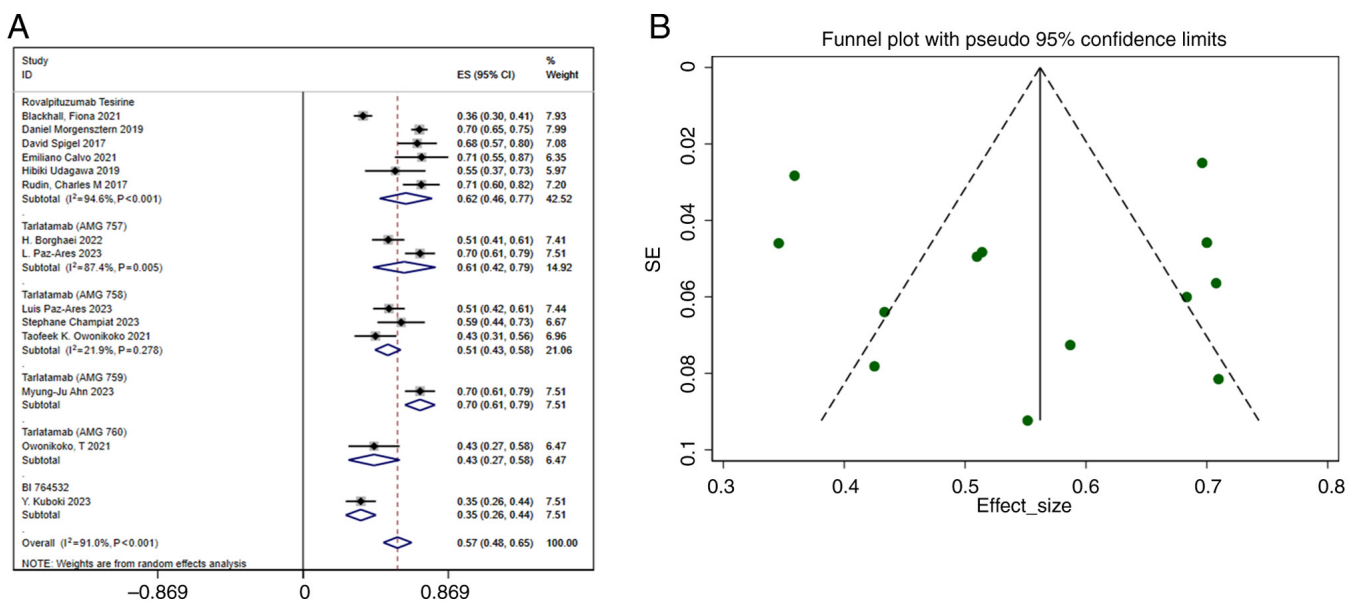 A
Study % 
ID ES (95% CI) Weight
Rovalpituzumab Tesirine
Blackhall, Fiona 2021 0.36 (0.30, 0.41) 7.93
Daniel Morgensztern 2019 0.70 (0.65, 0.75) 7.99
David Spigel 2017 0.68 (0.57, 0.80) 7.08
Emiliano Calvo 2021 0.71 (0.55, 0.87) 6.35
Hibiki Udagawa 2019 0.55 (0.37, 0.73) 5.97
Rudin, Charles M 2017 0.71 (0.60, 0.82) 7.20
Subtotal (I²=94.6%, P<0.001) 0.62 (0.46, 0.77) 42.52
.
Tarlatamab (AMG 757)
H. Borghaei 2022 0.51 (0.41, 0.61) 7.41
L. Paz-Ares 2023 0.70 (0.61, 0.79) 7.51
Subtotal (I²=87.4%, P=0.005) 0.61 (0.42, 0.79) 14.92
.
Tarlatamab (AMG 758)
Luis Paz-Ares 2023 0.51 (0.42, 0.61) 7.44
Stephane Champiat 2023 0.59 (0.44, 0.73) 6.67
Taofeek K. Owonikoko 2021 0.43 (0.31, 0.56) 6.96
Subtotal (I²=21.9%, P=0.278) 0.51 (0.43, 0.58) 21.06
.
Tarlatamab (AMG 759)
Myung-Ju Ahn 2023 0.70 (0.61, 0.79) 7.51
Subtotal 0.70 (0.61, 0.79) 7.51
.
Tarlatamab (AMG 760)
Owonikoko, T 2021 0.43 (0.27, 0.58) 6.47
Subtotal 0.43 (0.27, 0.58) 6.47
.
BI 764532
Y. Kuboki 2023 0.35 (0.26, 0.44) 7.51
Subtotal 0.35 (0.26, 0.44) 7.51
.
Overall (I²=91.0%, P<0.001) 0.57 (0.48, 0.65) 100.00
NOTE: Weights are from random effects analysis
−0.869 0 0.869
B
Funnel plot with pseudo 95% confidence limits
0
0.02
0.04
0.06
0.08
0.1
SE
0.3 0.4 0.5 0.6 0.7 0.8
Effect_size